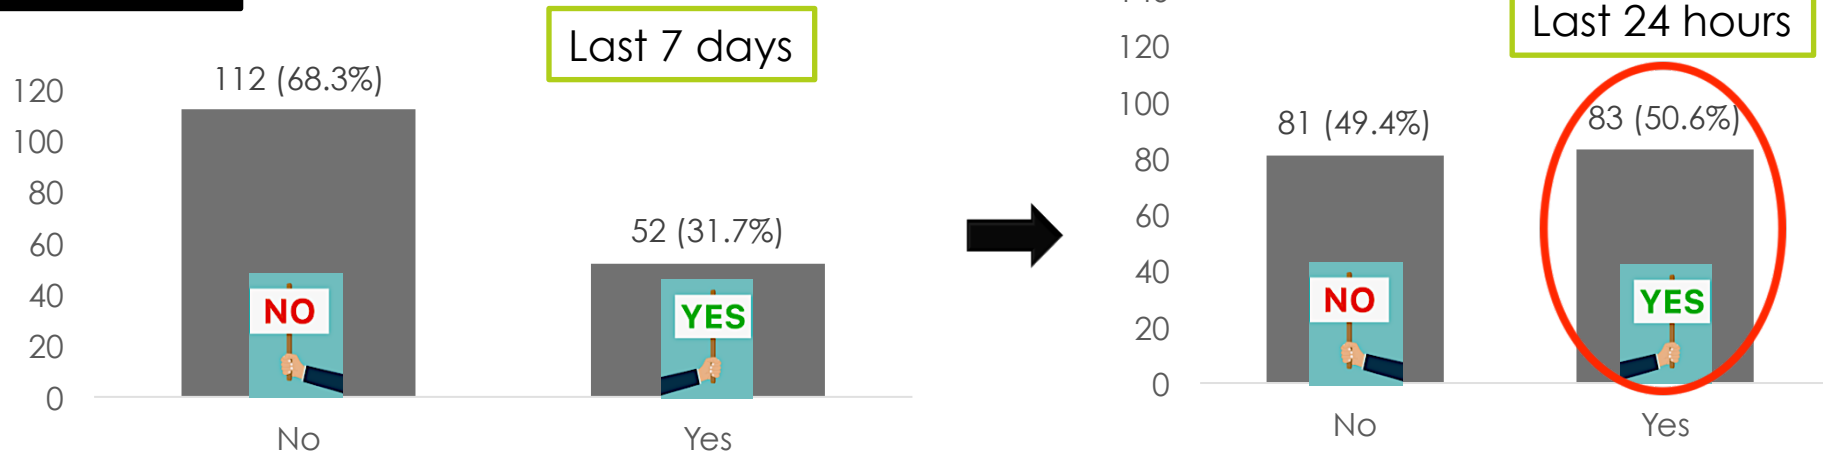 Last 7 days
120
100
80
60
40
20
0
112 (68.3%)
52 (31.7%)
NO
YES
No
Yes
Last 24 hours
120
100
80
60
40
20
0
81 (49.4%)
83 (50.6%)
NO
YES
No
Yes